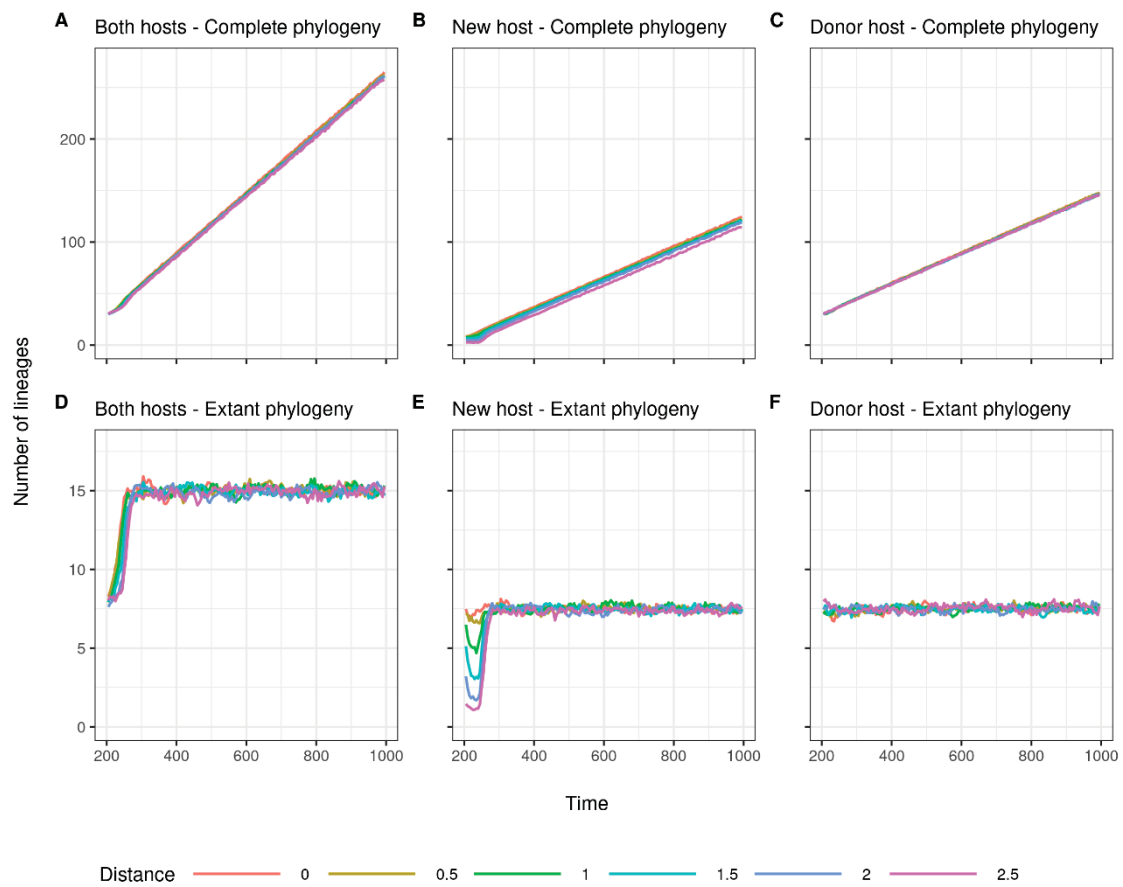 A Both hosts - Complete phylogeny
B New host - Complete phylogeny
C Donor host - Complete phylogeny
200
100
0
Number of lineages
D Both hosts - Extant phylogeny
E New host - Extant phylogeny
F Donor host - Extant phylogeny
15
10
5
0
200 400 600 800 1000
200 400 600 800 1000
200 400 600 800 1000
Time
Distance 0 0.5 1 1.5 2 2.5